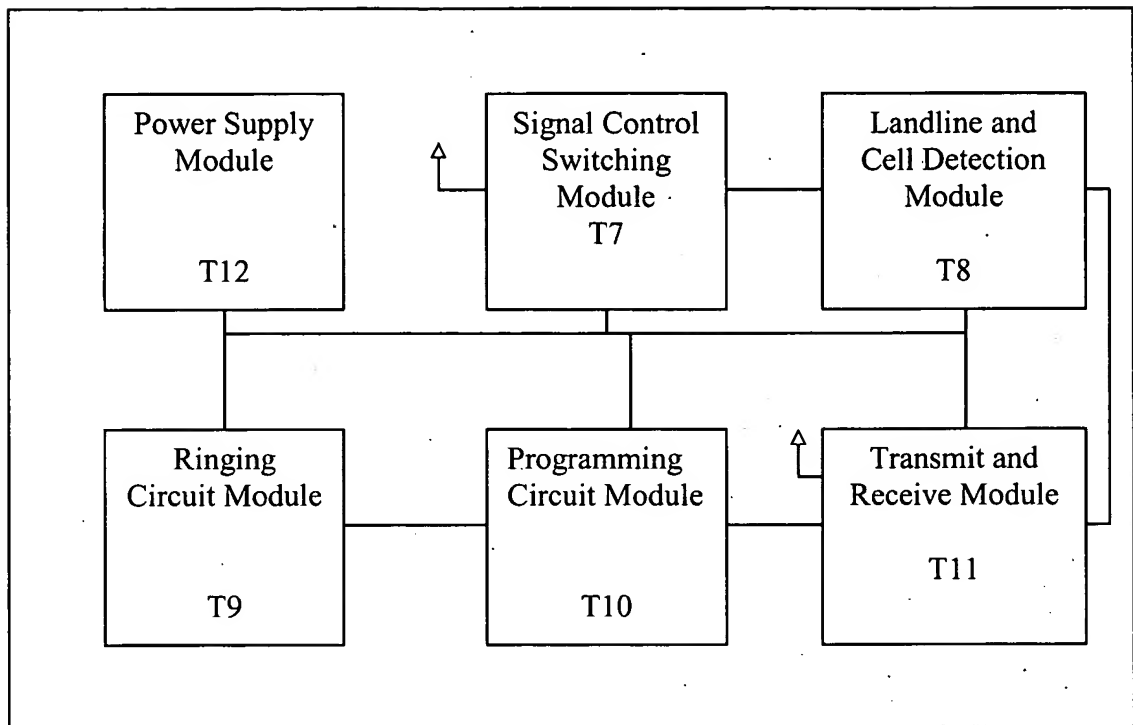 Power Supply
Module
T12
Signal Control
Switching
Module
T7
Landline and
Cell Detection
Module
T8
Ringing
Circuit Module
T9
Programming
Circuit Module
T10
Transmit and
Receive Module
T11